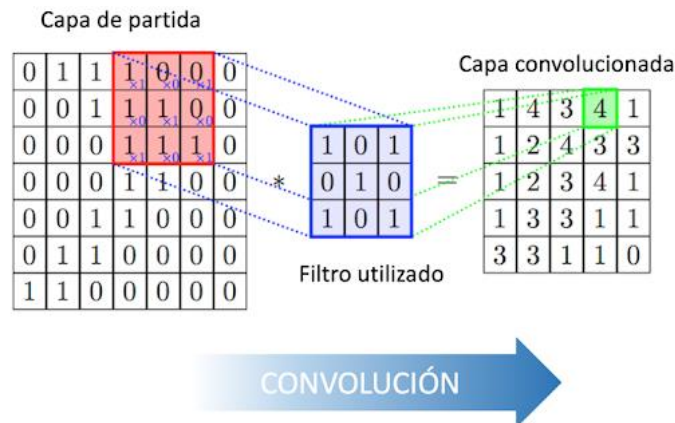 Capa de partida
Capa convolucionada
0 1 1 1×1 0×0 0×1 0
0 0 1 1×0 1×1 0×0 0
0 0 0 1×1 1×0 1×1 0
0 0 0 1 1 0 0
0 0 1 1 0 0 0
0 1 1 0 0 0 0
1 1 0 0 0 0 0
*
1 0 1
0 1 0
1 0 1
Filtro utilizado
=
1 4 3 4 1
1 2 4 3 3
1 2 3 4 1
1 3 3 1 1
3 3 1 1 0
CONVOLUCIÓN